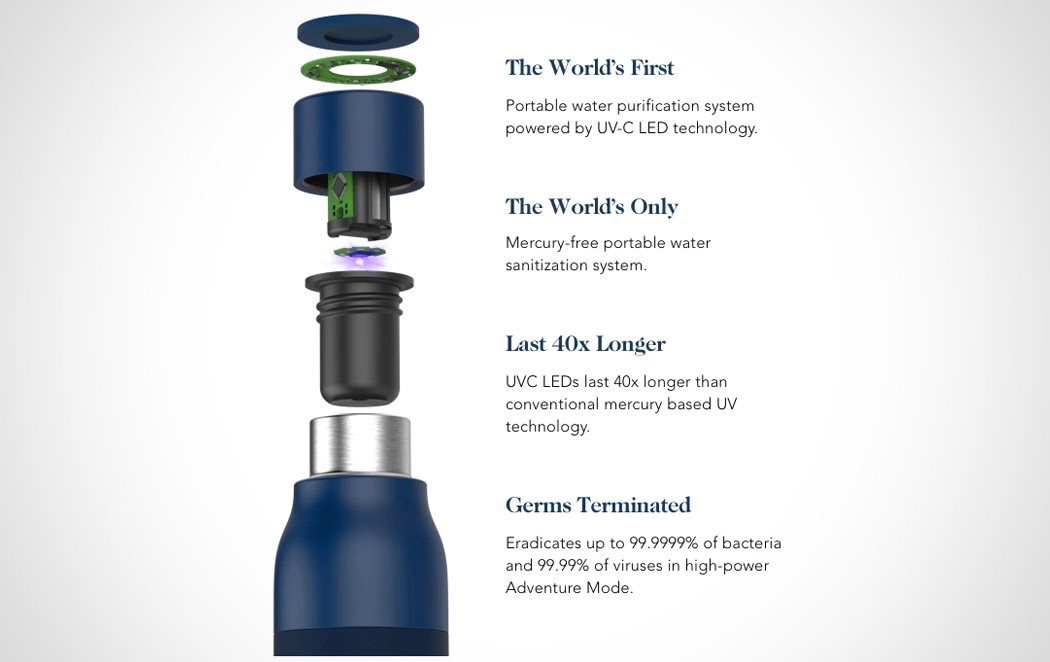 The World's First
Portable water purification system
powered by UV-C LED technology.
The World's Only
Mercury-free portable water
sanitization system.
Last 40x Longer
UVC LEDs last 40x longer than
conventional mercury based UV
technology.
Germs Terminated
Eradicates up to 99.9999% of bacteria
and 99.99% of viruses in high-power
Adventure Mode.